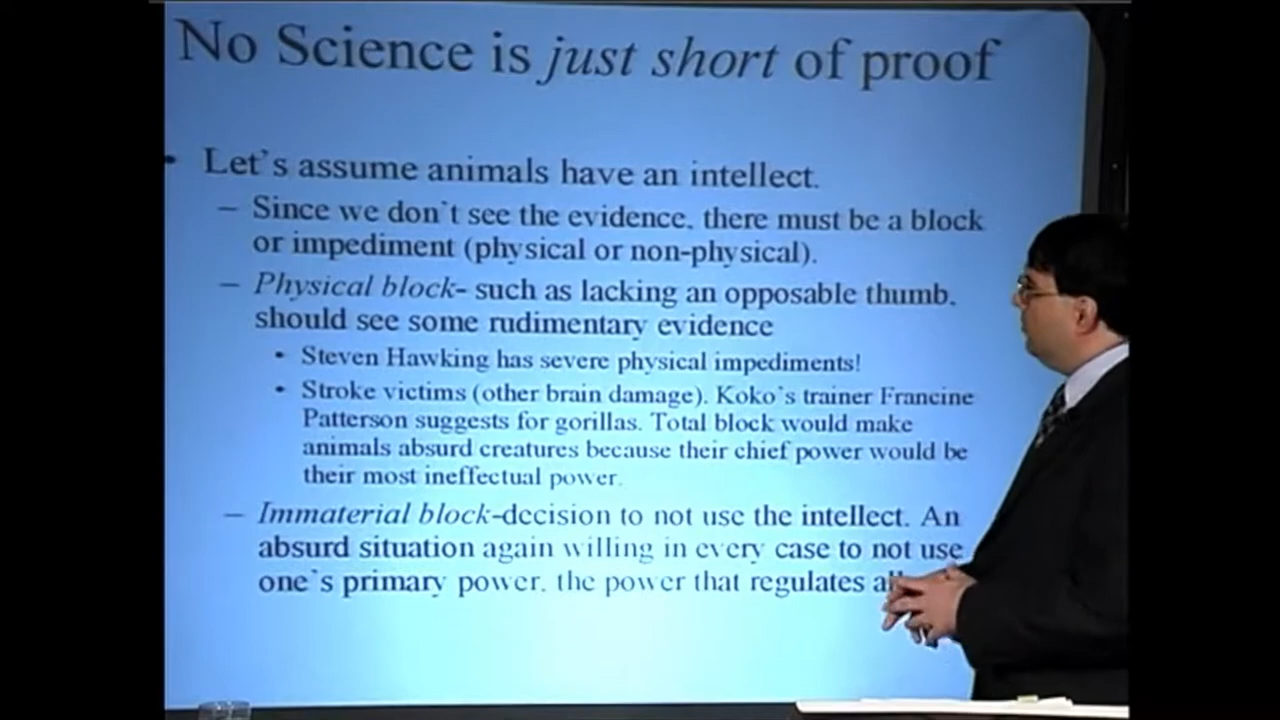 No Science is just short of proof
• Let's assume animals have an intellect.
– Since we don't see the evidence, there must be a block
or impediment (physical or non-physical).
– Physical block- such as lacking an opposable thumb,
should see some rudimentary evidence
• Steven Hawking has severe physical impediments!
• Stroke victims (other brain damage). Koko's trainer Francine
Patterson suggests for gorillas. Total block would make
animals absurd creatures because their chief power would be
their most ineffectual power.
– Immaterial block-decision to not use the intellect. An
absurd situation again willing in every case to not use
one's primary power, the power that regulates